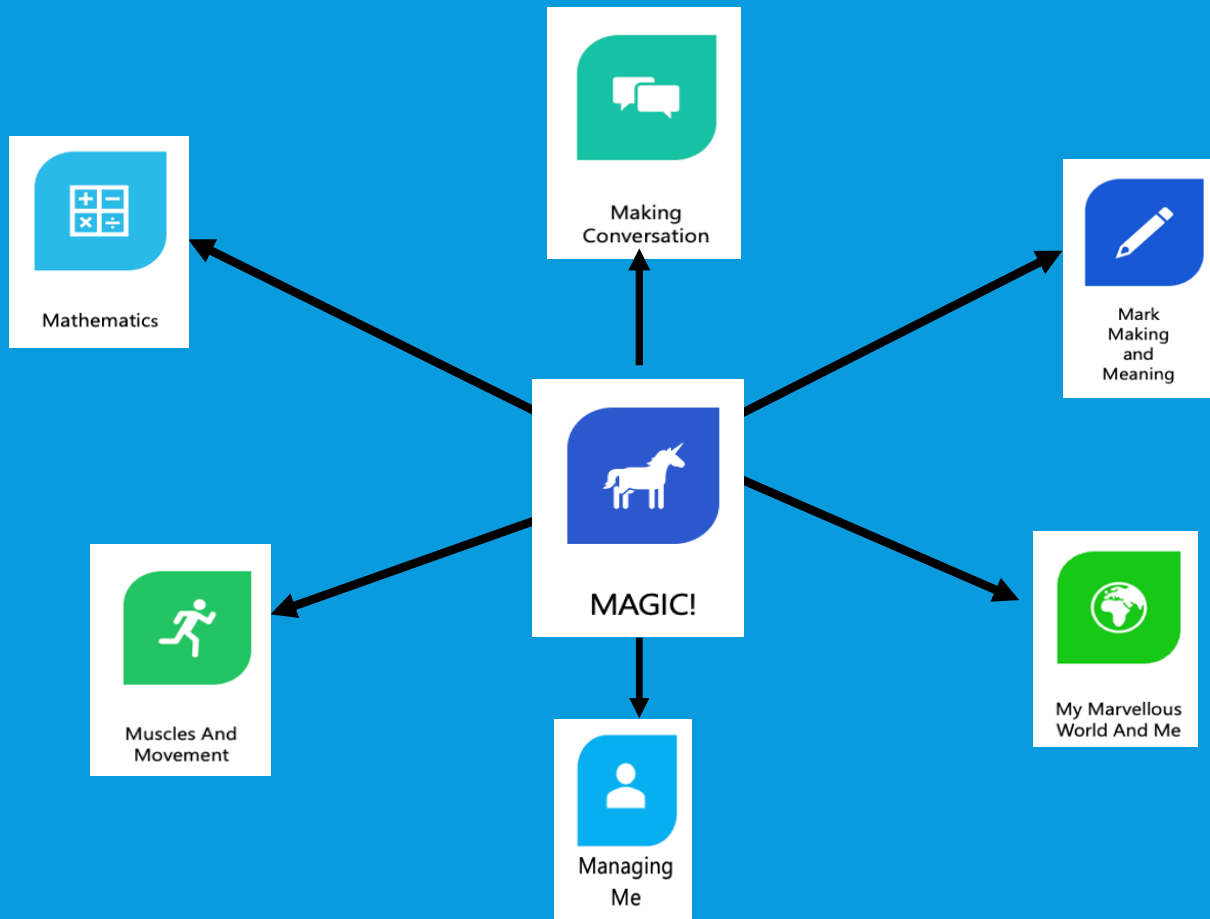 Making
Conversation
Mathematics
Mark
Making
and
Meaning
MAGIC!
Muscles And
Movement
My Marvellous
World And Me
Managing
Me